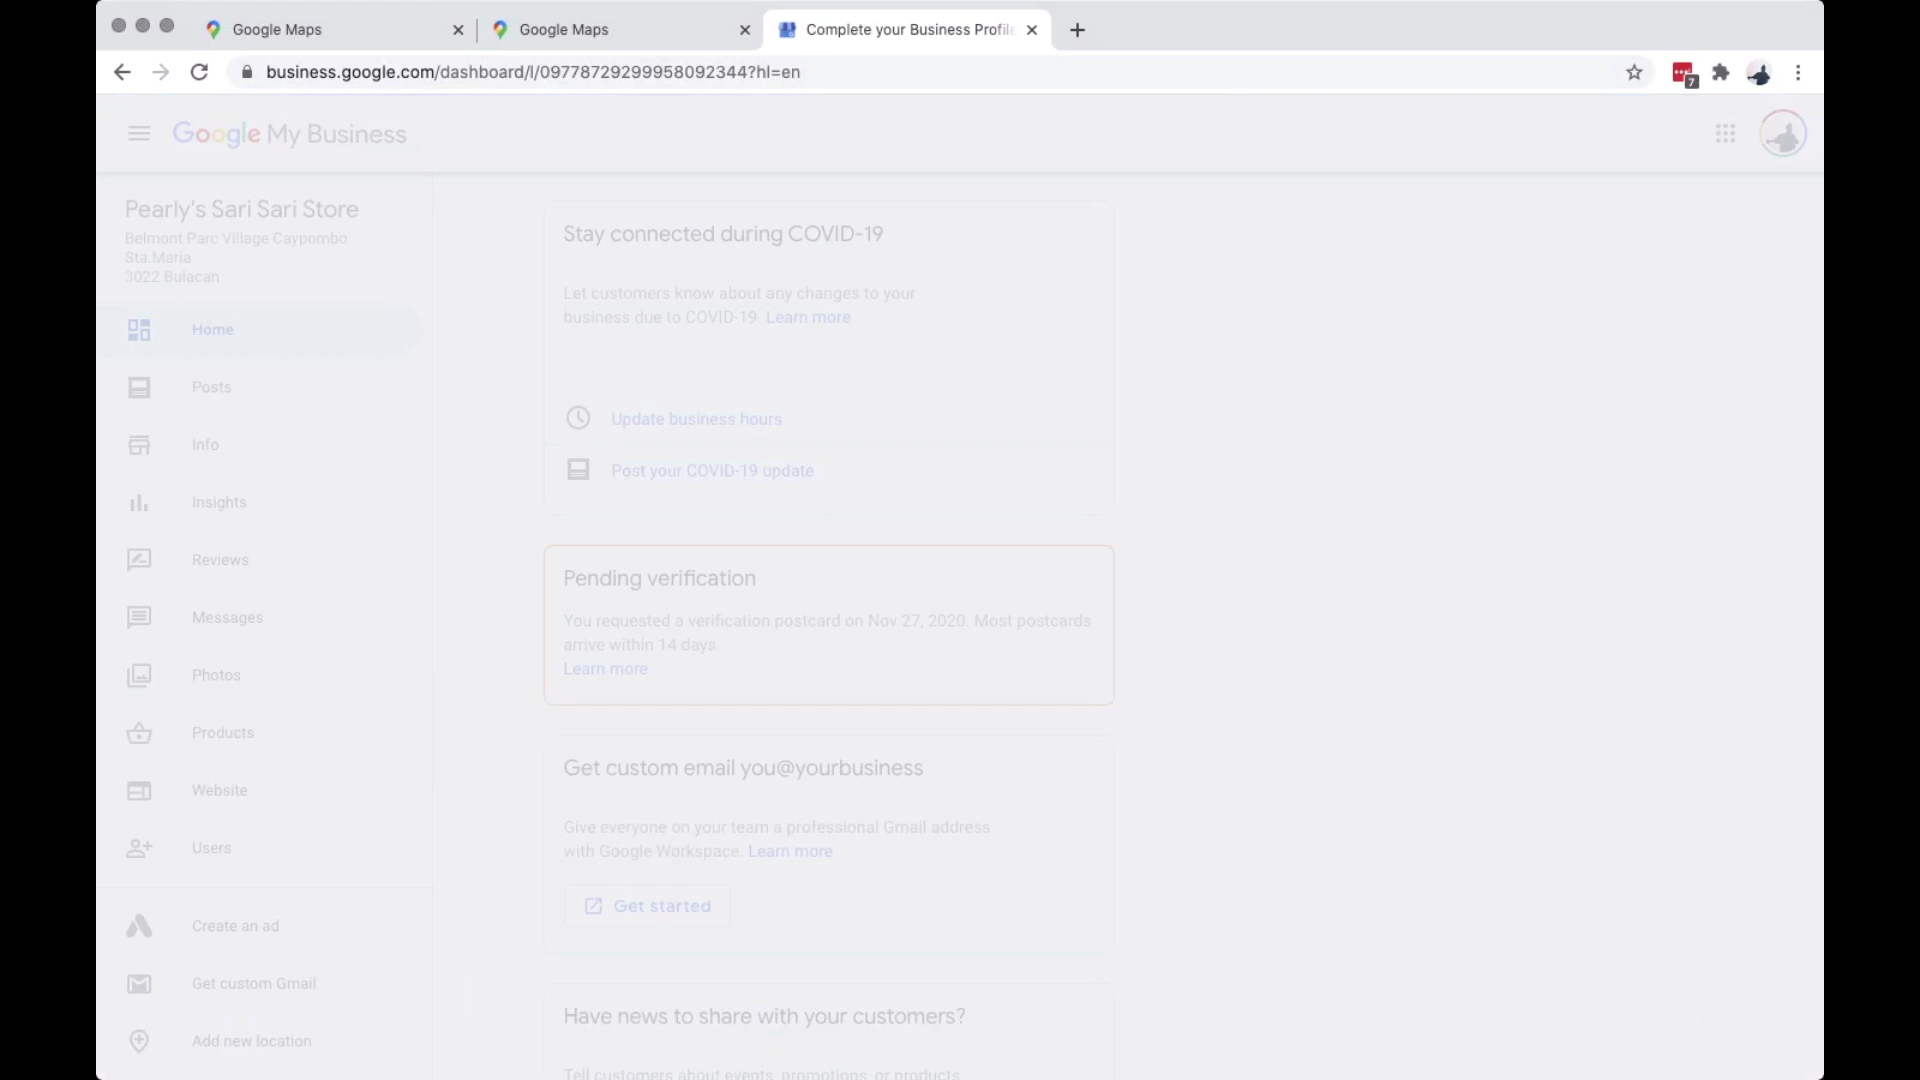 Google Maps
Google Maps
Complete your Business Profile
business.google.com/dashboard/l/09778729299958092344?hl=en
7
Google My Business
Pearly's Sari Sari Store
Belmont Parc Village Caypombo
Sta.Maria
3022 Bulacan
Home
Posts
Info
Insights
Reviews
Messages
Photos
Products
Website
Users
Create an ad
Get custom Gmail
Add new location
Stay connected during COVID-19
Let customers know about any changes to your
business due to COVID-19. Learn more
Update business hours
Post your COVID-19 update
Pending verification
You requested a verification postcard on Nov 27, 2020. Most postcards
arrive within 14 days.
Learn more
Get custom email you@yourbusiness
Give everyone on your team a professional Gmail address
with Google Workspace. Learn more
Get started
Have news to share with your customers?
Tell customers about events, promotions, or products